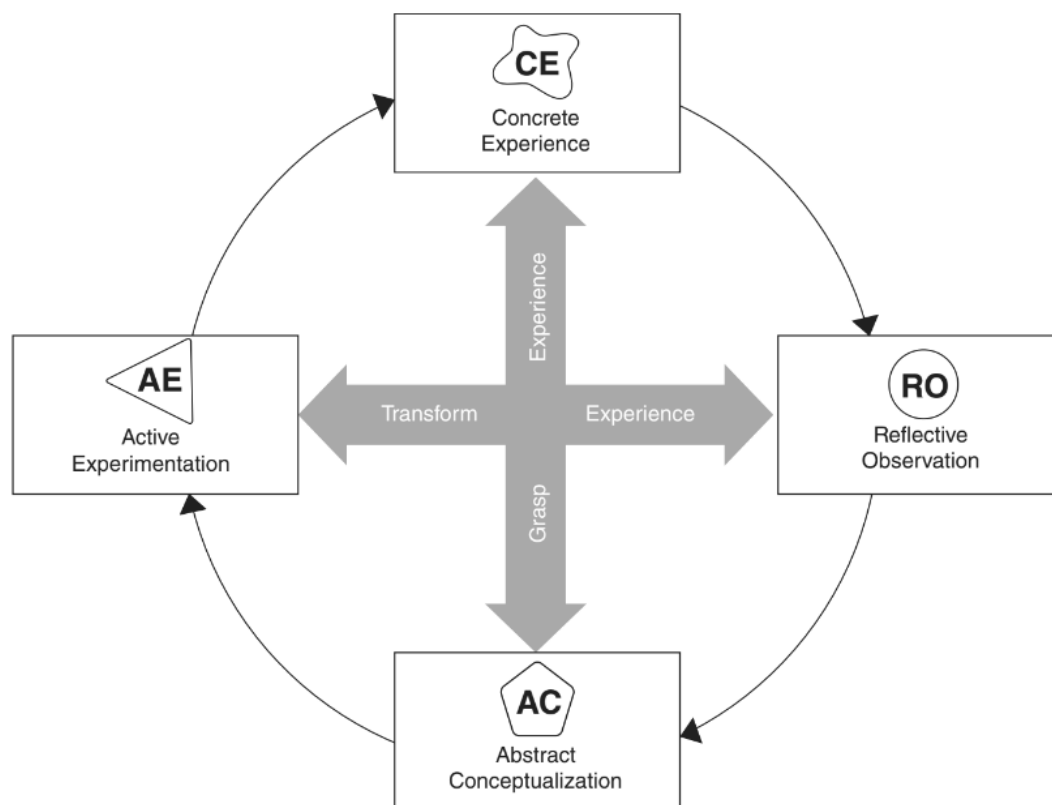 CE
Concrete
Experience
Experience
AE
Active
Experimentation
Transform
Experience
RO
Reflective
Observation
Grasp
AC
Abstract
Conceptualization